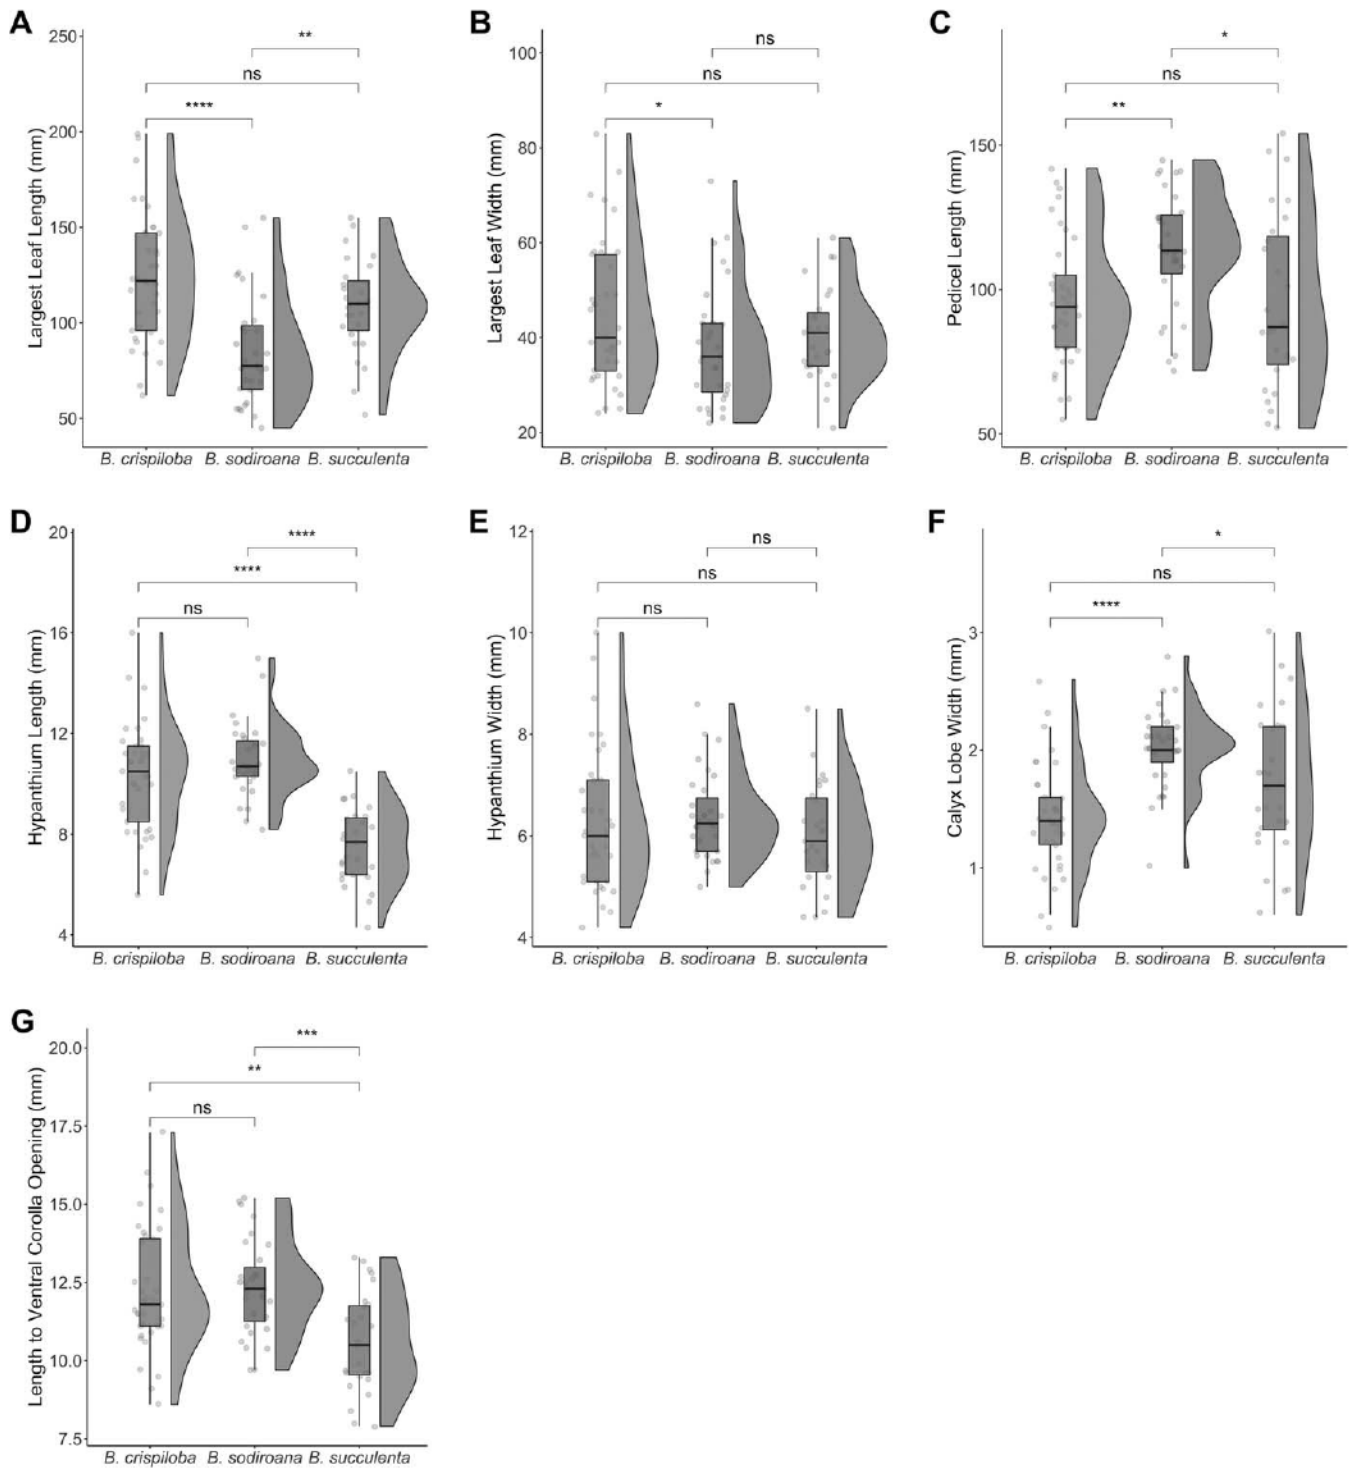 A
Largest Leaf Length (mm)
250
200
150
100
50
**
ns
****
B. crispiloba B. sodiroana B. succulenta
B
Largest Leaf Width (mm)
100
80
60
40
20
ns
ns
*
B. crispiloba B. sodiroana B. succulenta
C
Pedicel Length (mm)
150
100
50
*
ns
**
B. crispiloba B. sodiroana B. succulenta
D
Hypanthium Length (mm)
20
16
12
8
4
****
****
ns
B. crispiloba B. sodiroana B. succulenta
E
Hypanthium Width (mm)
12
10
8
6
4
ns
ns
ns
B. crispiloba B. sodiroana B. succulenta
F
Calyx Lobe Width (mm)
3
2
1
*
ns
****
B. crispiloba B. sodiroana B. succulenta
G
Length to Ventral Corolla Opening (mm)
20.0
17.5
15.0
12.5
10.0
7.5
***
**
ns
B. crispiloba B. sodiroana B. succulenta